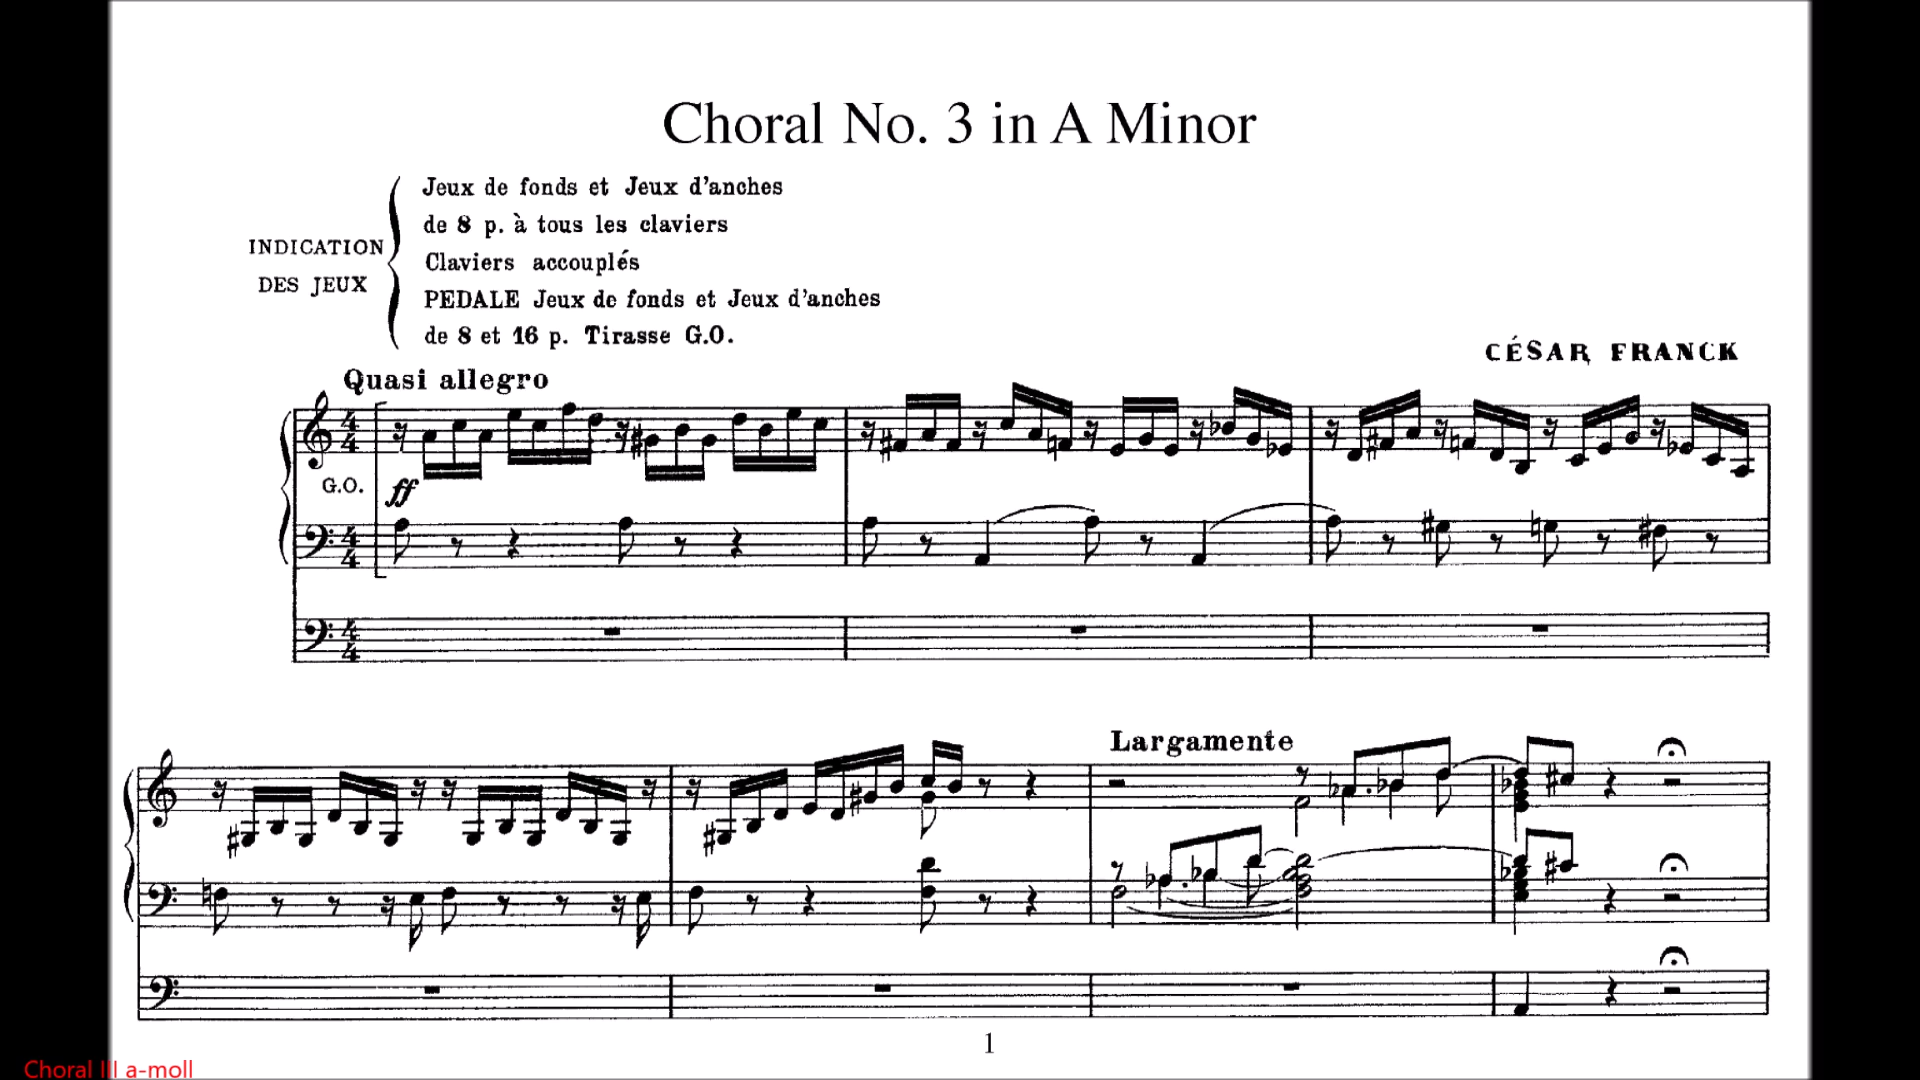 Choral No. 3 in A Minor
INDICATION
DES JEUX
Jeux de fonds et Jeux d'anches
de 8 p. à tous les claviers
Claviers accouplés
PEDALE Jeux de fonds et Jeux d'anches
de 8 et 16 p. Tirasse G.O.
CÉSAR FRANCK
Quasi allegro
G.O. ff
Largamente
1
Choral III a-moll